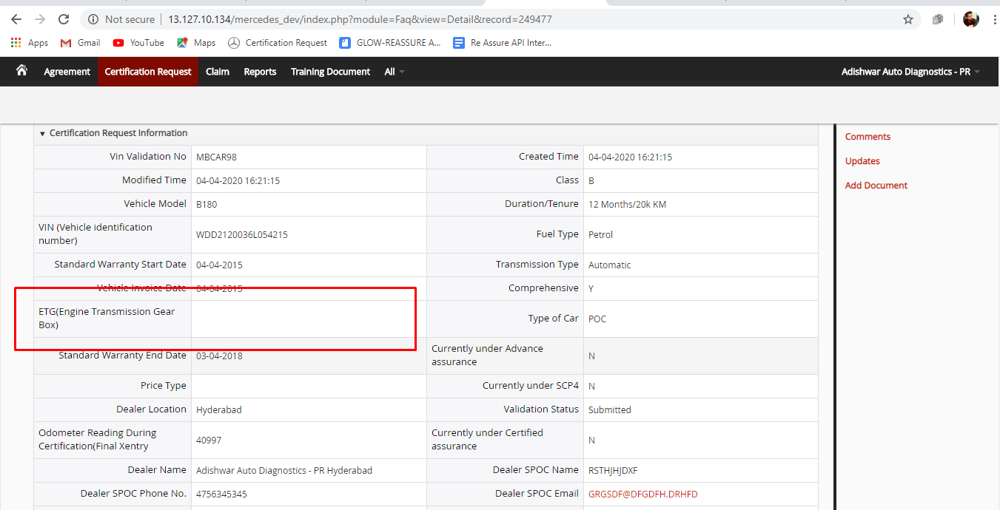 Not secure | 13.127.10.134/mercedes_dev/index.php?module=Faq&view=Detail&record=249477
Apps Gmail YouTube Maps Certification Request GLOW-REASSURE A... Re Assure API Inter...
Agreement Certification Request Claim Reports Training Document All Adishwar Auto Diagnostics - PR
Certification Request Information
Comments
Vin Validation No MBCAR98 Created Time 04-04-2020 16:21:15
Updates
Modified Time 04-04-2020 16:21:15 Class B
Add Document
Vehicle Model B180 Duration/Tenure 12 Months/20k KM
VIN (Vehicle identification
number) WDD2120036L054215 Fuel Type Petrol
Standard Warranty Start Date 04-04-2015 Transmission Type Automatic
Vehicle Invoice Date 04-04-2015 Comprehensive Y
ETG(Engine Transmission Gear
Box) Type of Car POC
Standard Warranty End Date 03-04-2018 Currently under Advance
assurance N
Price Type Currently under SCP4 N
Dealer Location Hyderabad Validation Status Submitted
Odometer Reading During
Certification(Final Xentry 40997 Currently under Certified
assurance N
Dealer Name Adishwar Auto Diagnostics - PR Hyderabad Dealer SPOC Name RSTHJHJDXF
Dealer SPOC Phone No. 4756345345 Dealer SPOC Email GRGSDF@DFGDFH.DRHFD